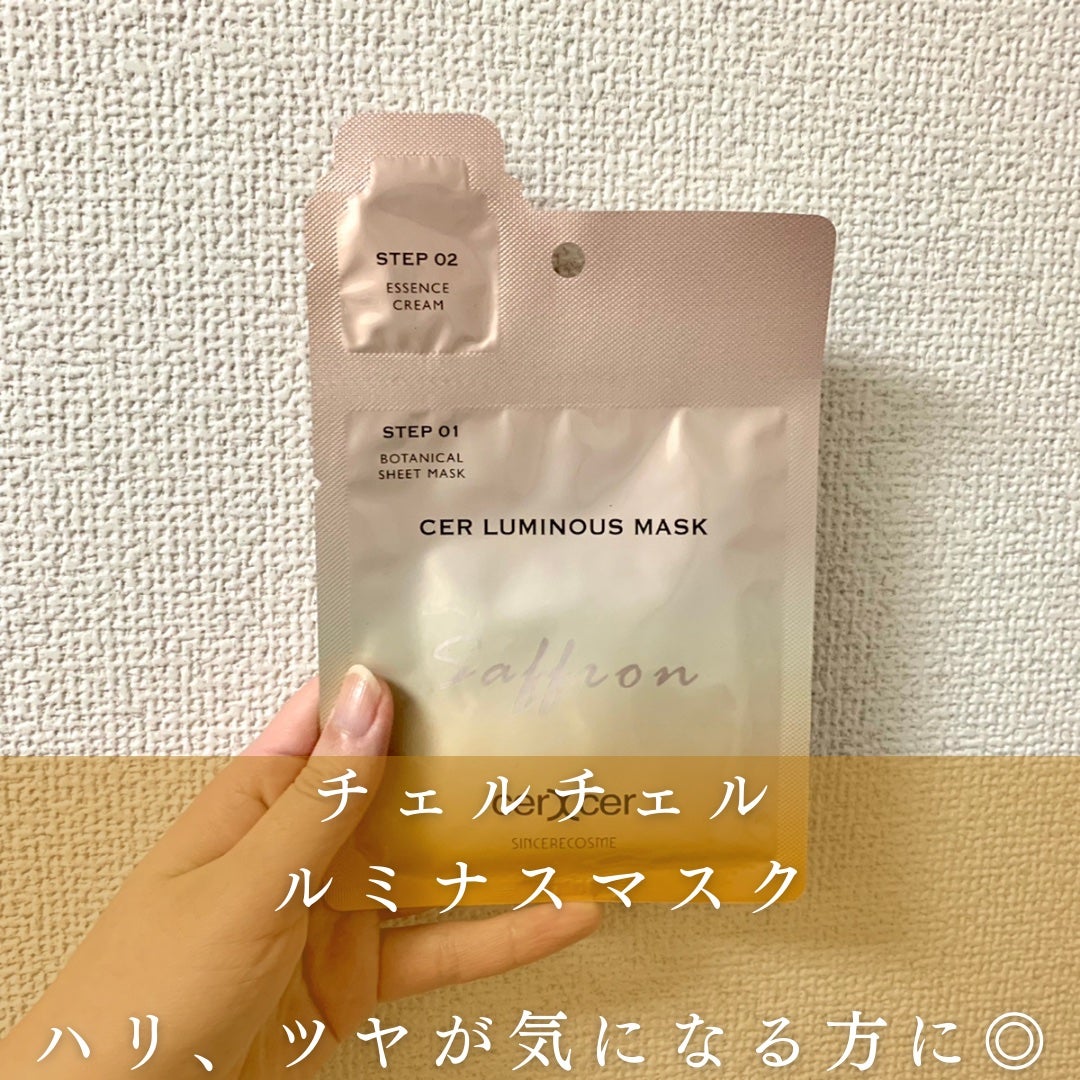 STEP 02
ESSENCE
CREAM
STEP 01
BOTANICAL
SHEET MASK
CER LUMINOUS MASK
Saffron
cer cer
SINCERECOSME
チェルチェル
ルミナスマスク
ハリ、ツヤが気になる方に◎